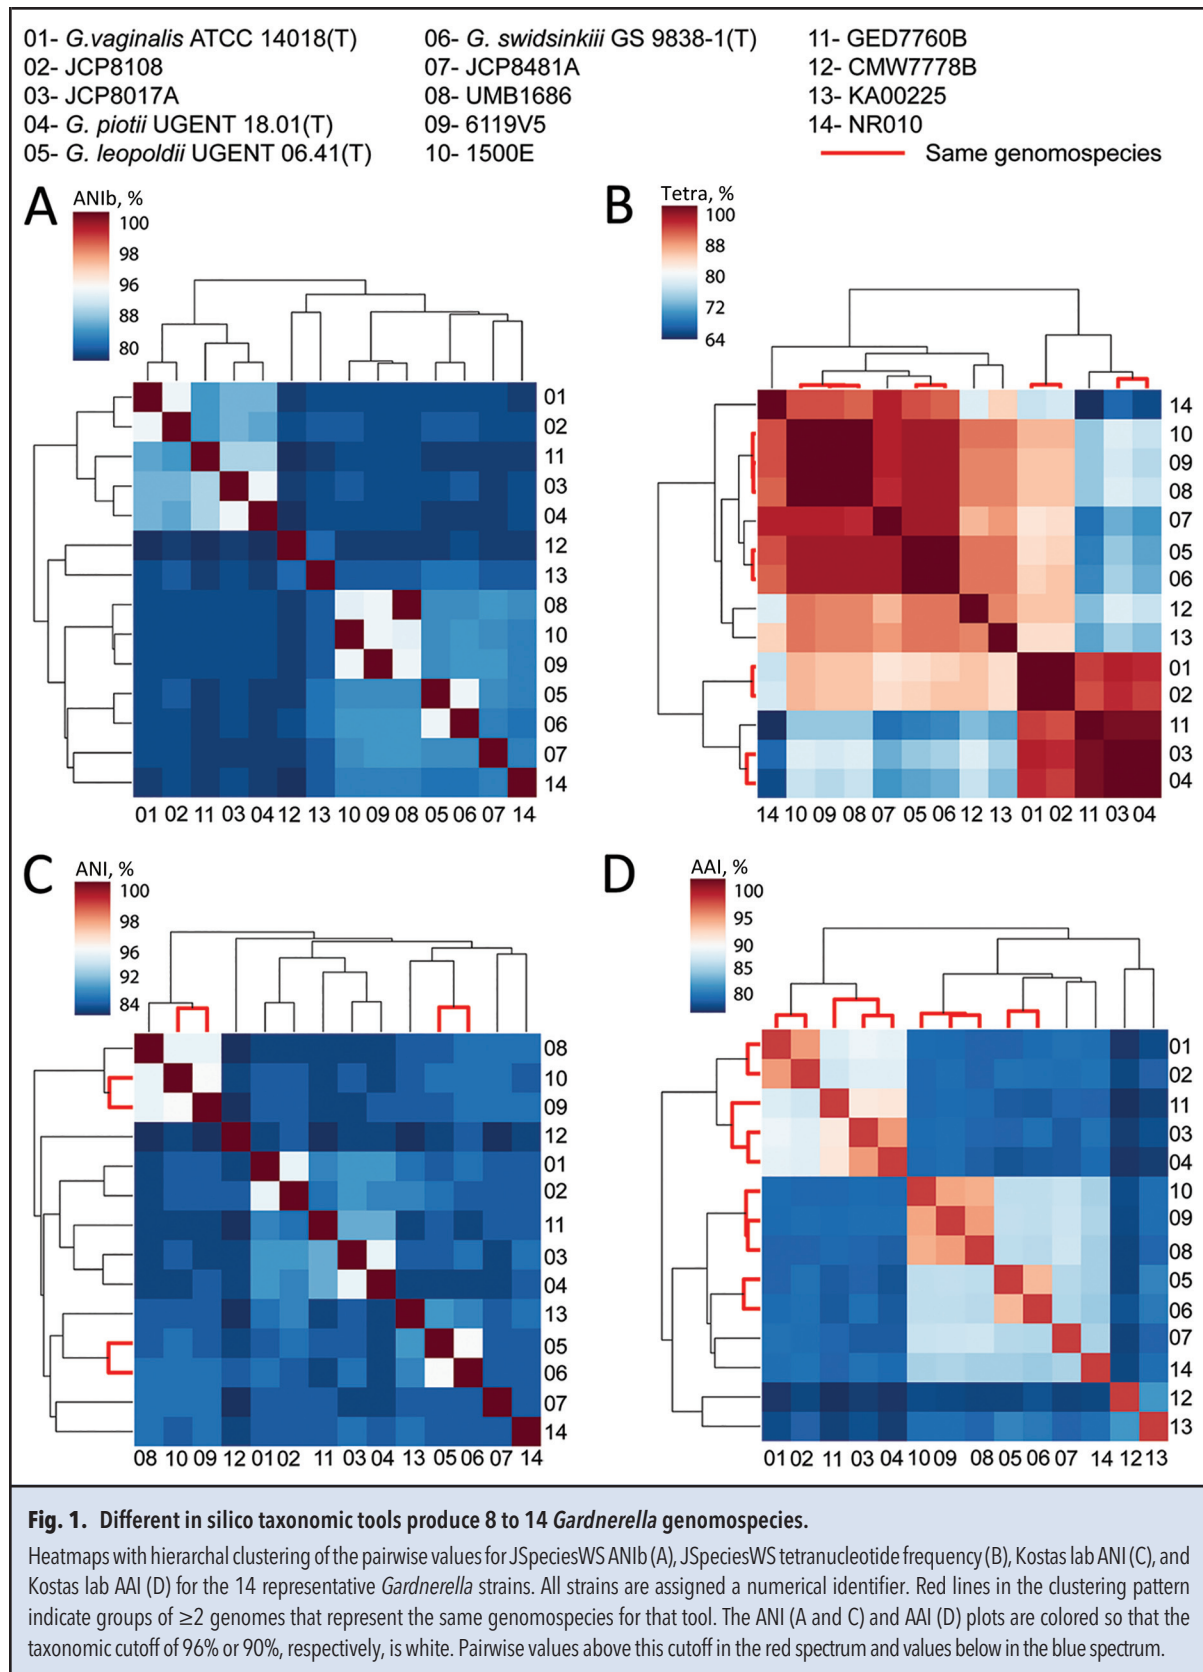 01- G.vaginalis ATCC 14018(T)
02- JCP8108
03- JCP8017A
04- G. piotii UGENT 18.01(T)
05- G. leopoldii UGENT 06.41(T)
06- G. swidsinkiii GS 9838-1(T)
07- JCP8481A
08- UMB1686
09- 6119V5
10- 1500E
11- GED7760B
12- CMW7778B
13- KA00225
14- NR010
Same genomospecies
A
ANIb, %
100
98
96
88
80
01
02
11
03
04
12
13
08
10
09
05
06
07
14
01 02 11 03 04 12 13 10 09 08 05 06 07 14
B
Tetra, %
100
88
80
72
64
14
10
09
08
07
05
06
12
13
01
02
11
03
04
14 10 09 08 07 05 06 12 13 01 02 11 03 04
C
ANI, %
100
98
96
92
84
08
10
09
12
01
02
11
03
04
13
05
06
07
14
08 10 09 12 01 02 11 03 04 13 05 06 07 14
D
AAI, %
100
95
90
85
80
01
02
11
03
04
10
09
08
05
06
07
14
12
13
01 02 11 03 04 10 09 08 05 06 07 14 12 13
Fig. 1. Different in silico taxonomic tools produce 8 to 14 Gardnerella genomospecies.
Heatmaps with hierarchal clustering of the pairwise values for JSpeciesWS ANIb (A), JSpeciesWS tetranucleotide frequency (B), Kostas lab ANI (C), and
Kostas lab AAI (D) for the 14 representative Gardnerella strains. All strains are assigned a numerical identifier. Red lines in the clustering pattern
indicate groups of ≥2 genomes that represent the same genomospecies for that tool. The ANI (A and C) and AAI (D) plots are colored so that the
taxonomic cutoff of 96% or 90%, respectively, is white. Pairwise values above this cutoff in the red spectrum and values below in the blue spectrum.